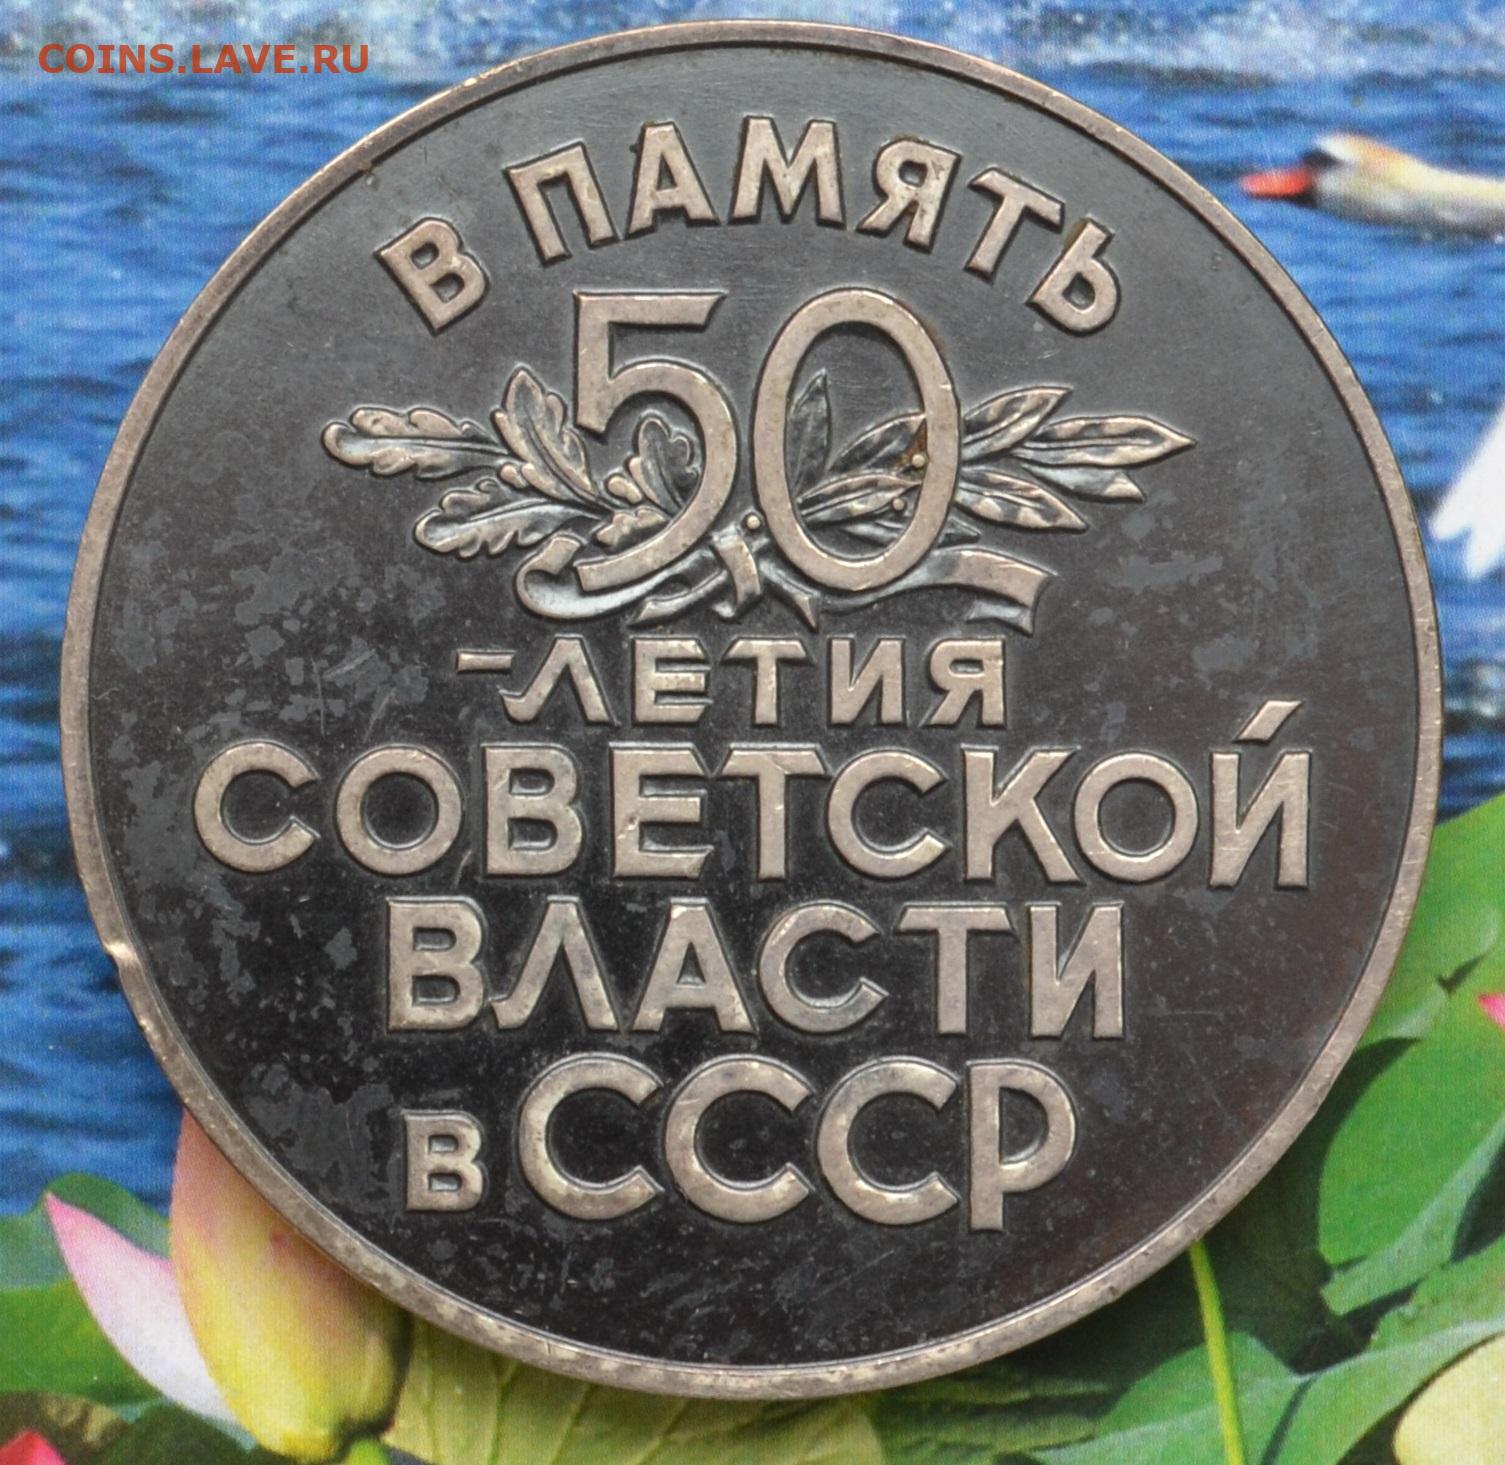 COINS.LAVE.RU
В ПАМЯТЬ
50
-ЛЕТИЯ
СОВЕТСКОЙ
ВЛАСТИ
в СССР